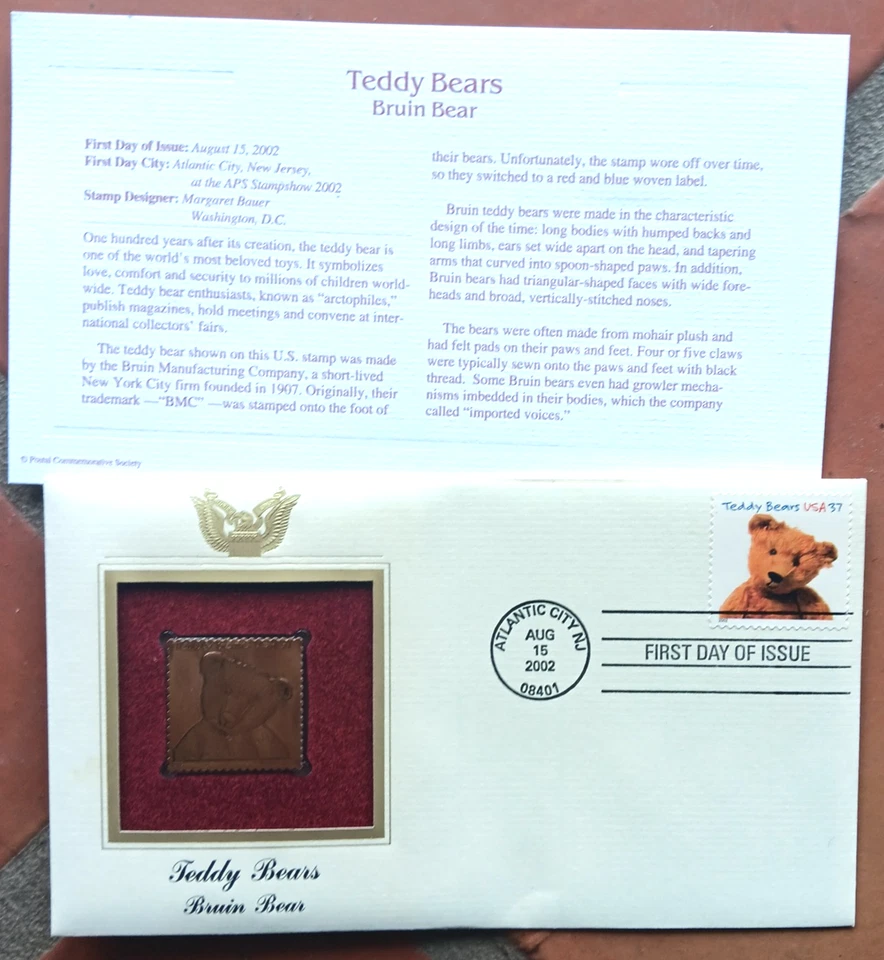 Teddy Bears
Bruin Bear
First Day of Issue: August 15, 2002
First Day City: Atlantic City, New Jersey,
at the APS Stampshow 2002
Stamp Designer: Margaret Bauer
Washington, D.C.
One hundred years after its creation, the teddy bear is
one of the world's most beloved toys. It symbolizes
love, comfort and security to millions of children world-
wide. Teddy bear enthusiasts, known as "arctophiles,"
publish magazines, hold meetings and convene at inter-
national collectors' fairs.
The teddy bear shown on this U.S. stamp was made
by the Bruin Manufacturing Company, a short-lived
New York City firm founded in 1907. Originally, their
trademark —"BMC" —was stamped onto the foot of
their bears. Unfortunately, the stamp wore off over time,
so they switched to a red and blue woven label.
Bruin teddy bears were made in the characteristic
design of the time: long bodies with humped backs and
long limbs, ears set wide apart on the head, and tapering
arms that curved into spoon-shaped paws. In addition,
Bruin bears had triangular-shaped faces with wide fore-
heads and broad, vertically-stitched noses.
The bears were often made from mohair plush and
had felt pads on their paws and feet. Four or five claws
were typically sewn onto the paws and feet with black
thread. Some Bruin bears even had growler mecha-
nisms imbedded in their bodies, which the company
called "imported voices."
© Postal Commemorative Society
Teddy Bears USA 37
ATLANTIC CITY NJ
AUG
15
2002
08401
FIRST DAY OF ISSUE
Teddy Bears
Bruin Bear